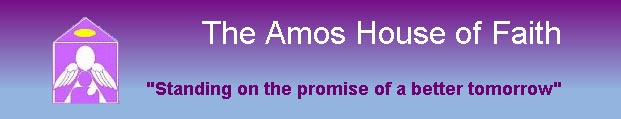 The Amos House of Faith
"Standing on the promise of a better tomorrow"